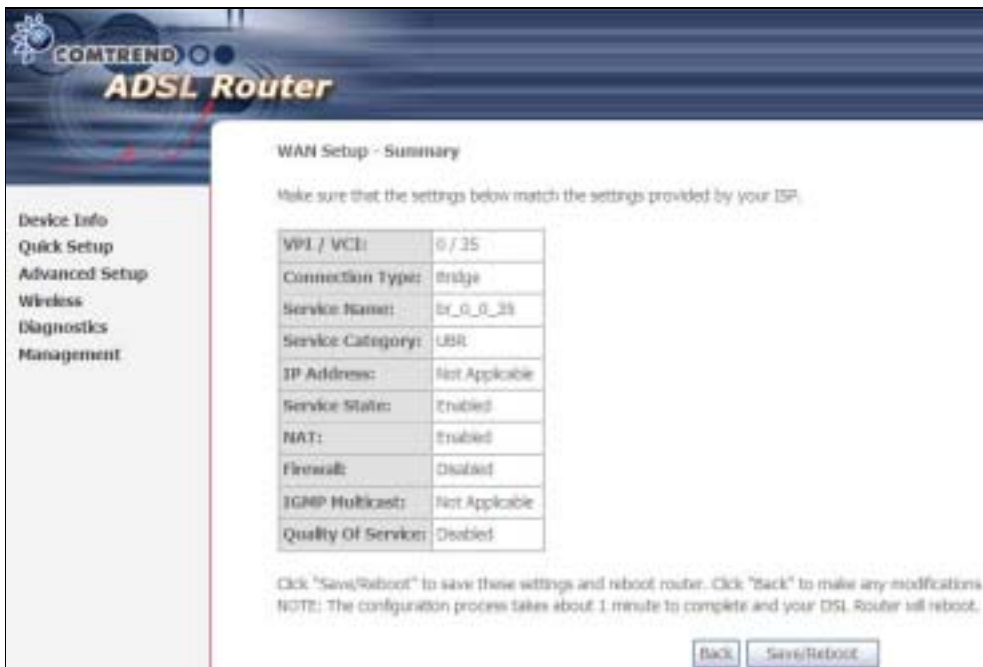 COMTREND
ADSL Router
Device Info
Quick Setup
Advanced Setup
Wireless
Diagnostics
Management
WAN Setup - Summary
Make sure that the settings below match the settings provided by your ISP.
VPI / VCI: 0 / 35
Connection Type: Bridge
Service Name: br_0_0_35
Service Category: UBR
IP Address: Not Applicable
Service State: Enabled
NAT: Enabled
Firewall: Disabled
IGMP Multicast: Not Applicable
Quality Of Service: Disabled
Click "Save/Reboot" to save these settings and reboot router. Click "Back" to make any modifications
NOTE: The configuration process takes about 1 minute to complete and your DSL Router will reboot.
Back Save/Reboot